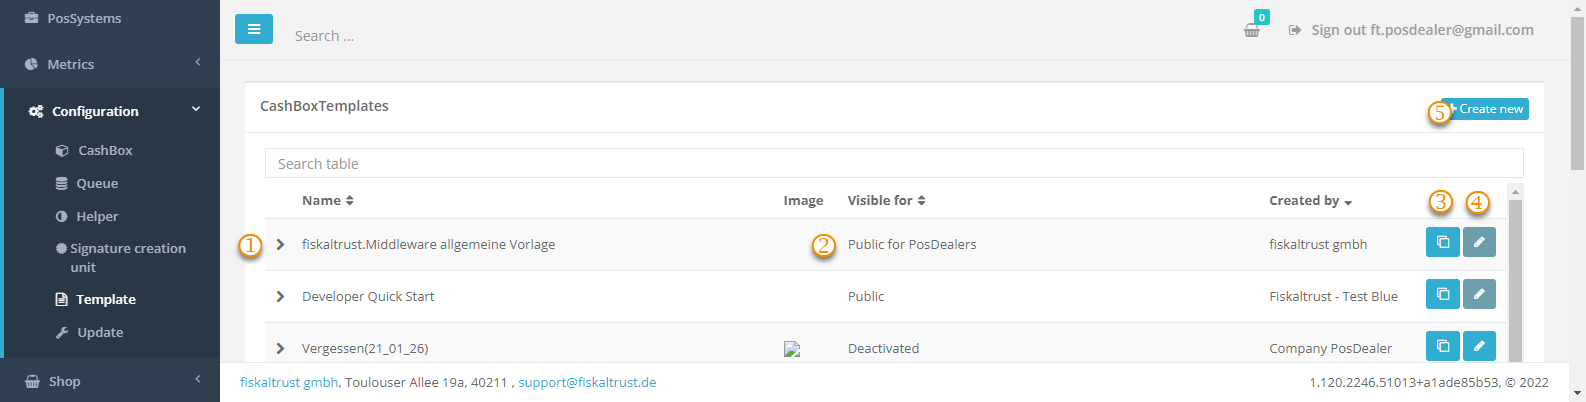 PosSystems
Metrics
Configuration
CashBox
Queue
Helper
Signature creation
unit
Template
Update
Shop
Search ...
0
Sign out ft.posdealer@gmail.com
CashBoxTemplates
5
Create new
Search table
Name
Image
Visible for
Created by
3
4
1
fiskaltrust.Middleware allgemeine Vorlage
2
Public for PosDealers
fiskaltrust gmbh
Developer Quick Start
Public
Fiskaltrust - Test Blue
Vergessen(21_01_26)
Deactivated
Company PosDealer
fiskaltrust gmbh, Toulouser Allee 19a, 40211 , support@fiskaltrust.de
1.120.2246.51013+a1ade85b53, © 2022